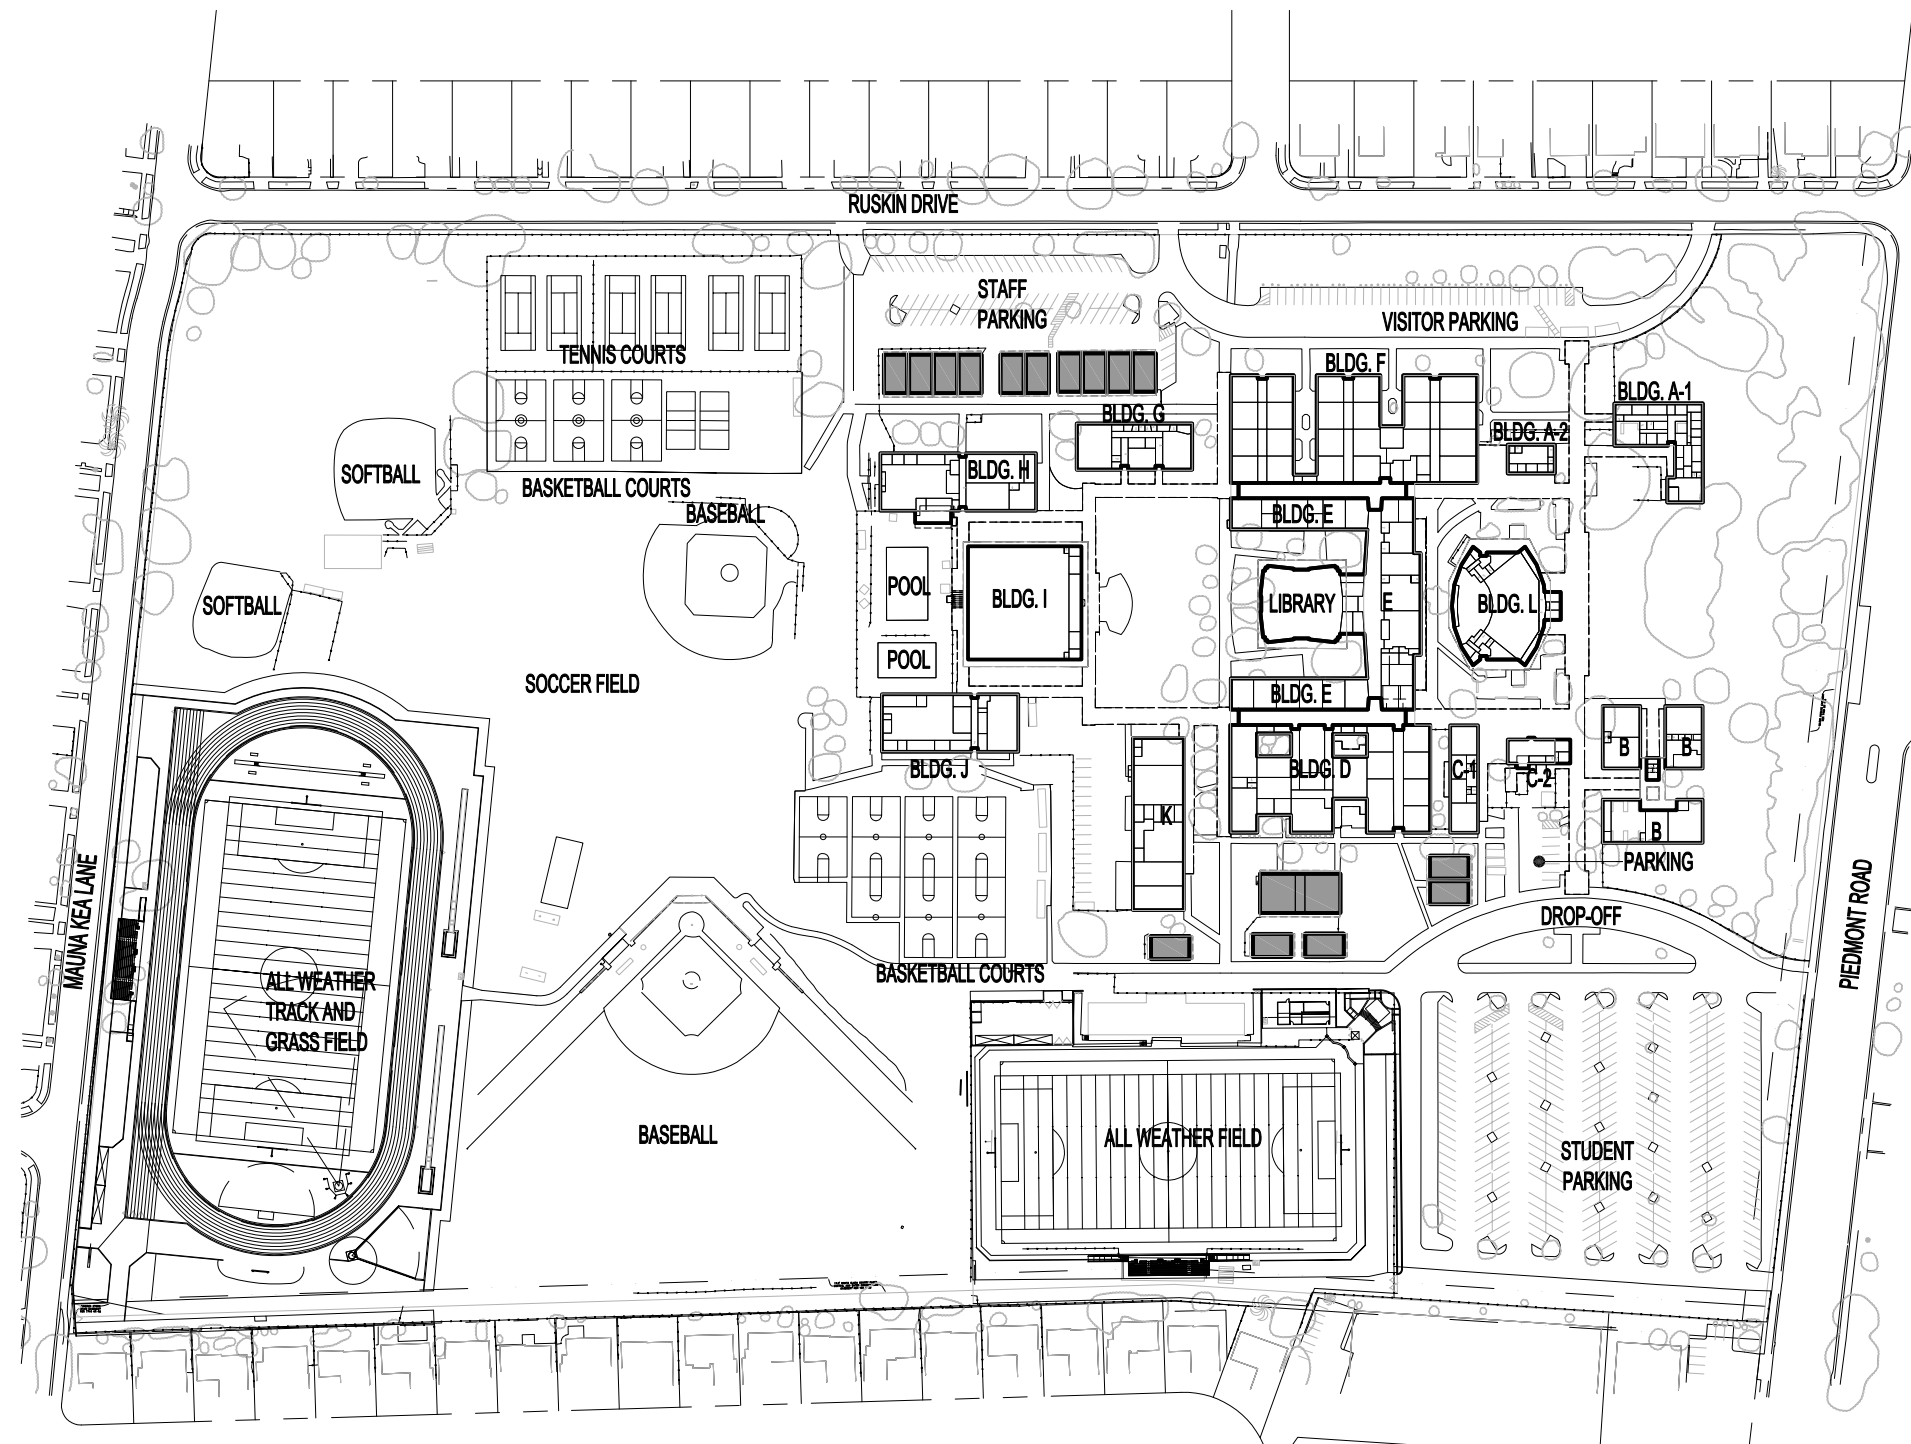 RUSKIN DRIVE
STAFF
PARKING
VISITOR PARKING
TENNIS COURTS
BLDG. F
BLDG. A-1
BLDG. G
BLDG. A-2
SOFTBALL
BLDG. H
BASKETBALL COURTS
BASEBALL
BLDG. E
POOL
BLDG. I
LIBRARY
E
BLDG. L
SOFTBALL
POOL
SOCCER FIELD
BLDG. E
BLDG. J
BLDG. D
C-1
C-2
B
B
K
B
PARKING
MAUNA KEA LANE
PIEDMONT ROAD
DROP-OFF
BASKETBALL COURTS
ALL WEATHER
TRACK AND
GRASS FIELD
BASEBALL
ALL WEATHER FIELD
STUDENT
PARKING